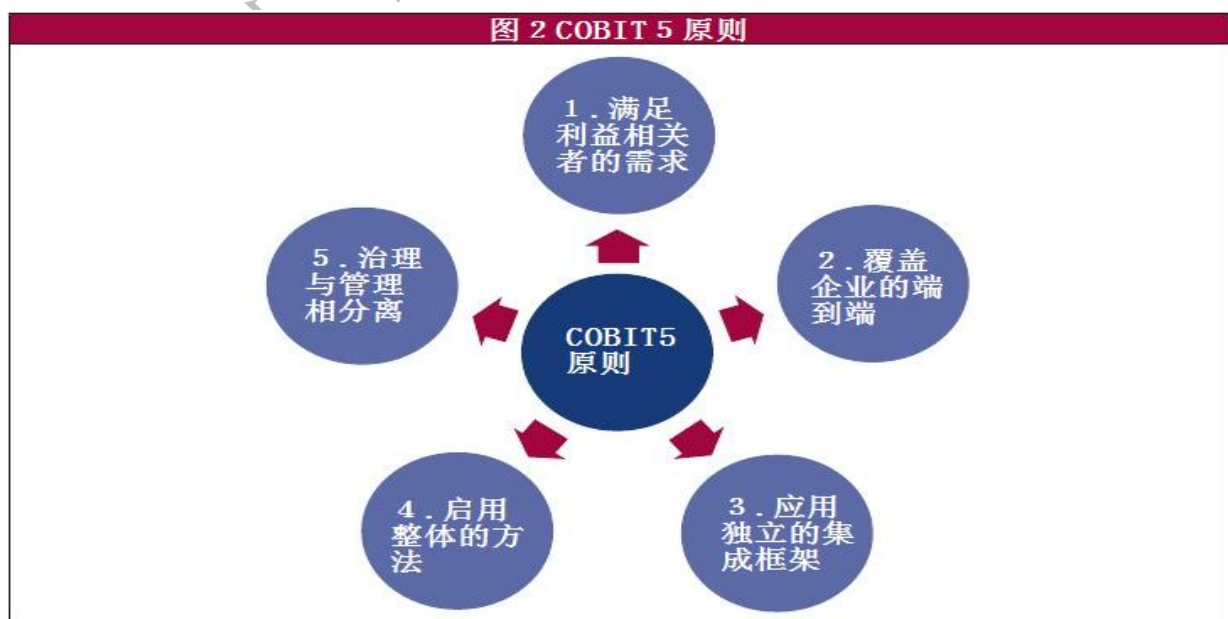 图 2 COBIT 5 原则
1．满足
利益相关
者的需求
2．覆盖
企业的端
到端
3．应用
独立的集
成框架
4．启用
整体的方
法
5．治理
与管理
相分离
COBIT5
原则